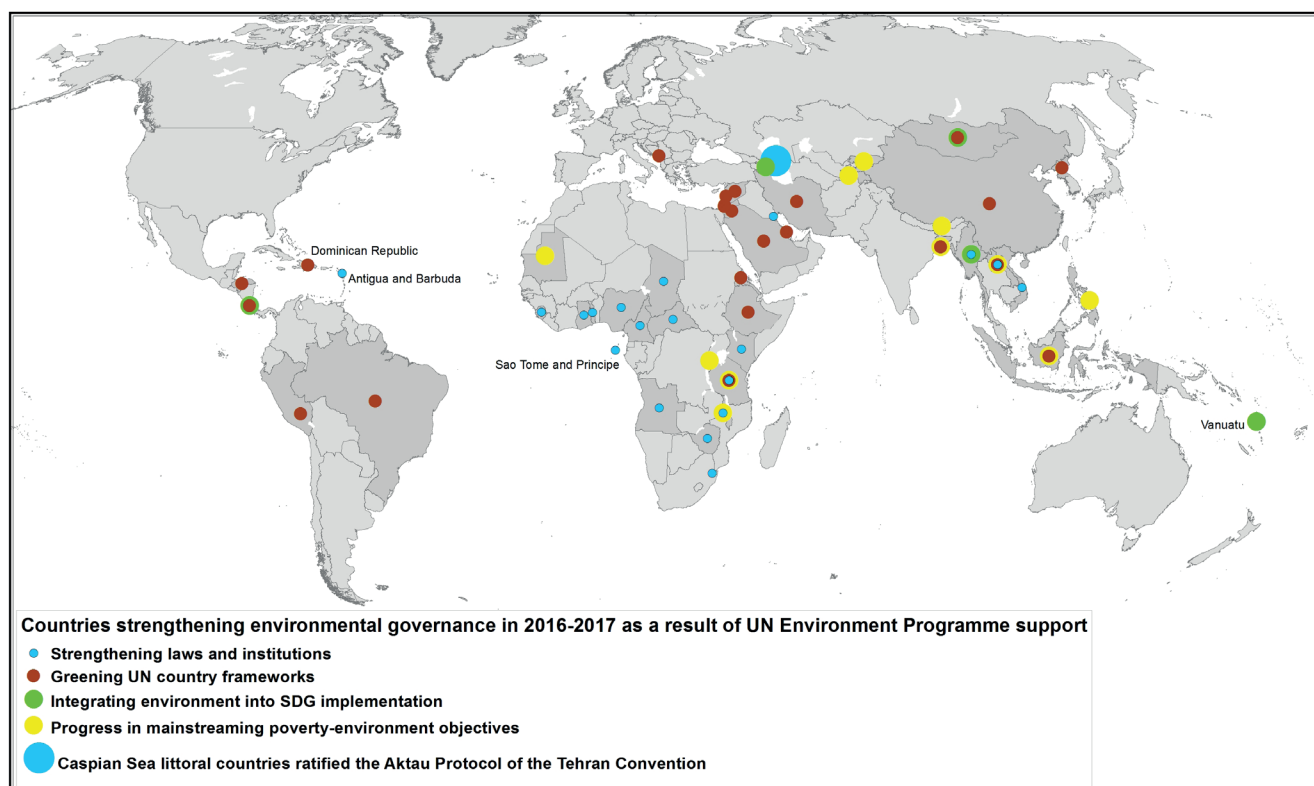 Dominican Republic
Antigua and Barbuda
Sao Tome and Principe
Vanuatu
Countries strengthening environmental governance in 2016-2017 as a result of UN Environment Programme support
Strengthening laws and institutions
Greening UN country frameworks
Integrating environment into SDG implementation
Progress in mainstreaming poverty-environment objectives
Caspian Sea littoral countries ratified the Aktau Protocol of the Tehran Convention